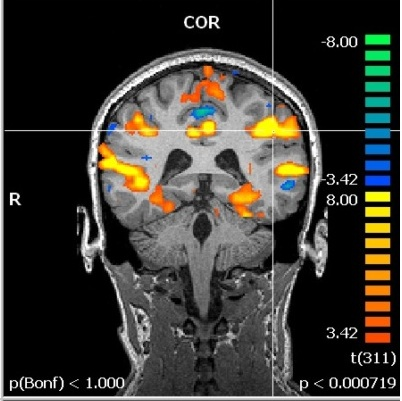 COR
-8.00
-3.42
8.00
R
3.42
t(311)
p(Bonf) < 1.000
p < 0.000719